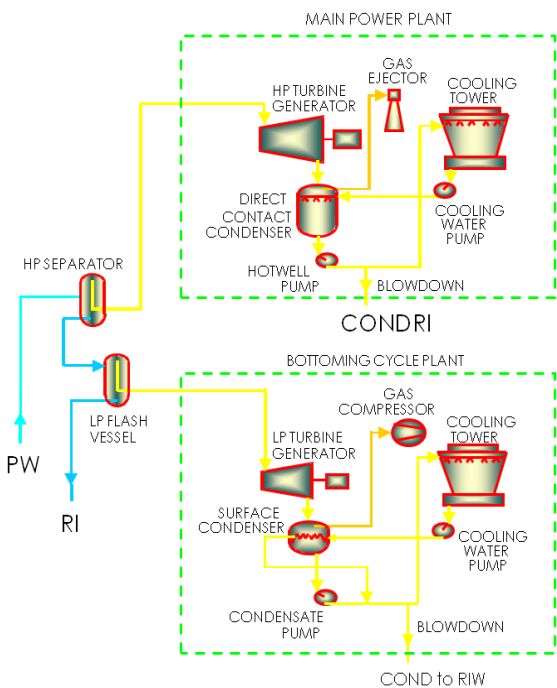 MAIN POWER PLANT
GAS
EJECTOR
COOLING
TOWER
HP TURBINE
GENERATOR
DIRECT
CONTACT
CONDENSER
COOLING
WATER
PUMP
HP SEPARATOR
HOTWELL
PUMP
BLOWDOWN
CONDRI
BOTTOMING CYCLE PLANT
GAS
COMPRESSOR
COOLING
TOWER
LP FLASH
VESSEL
LP TURBINE
GENERATOR
PW
RI
SURFACE
CONDENSER
COOLING
WATER
PUMP
CONDENSATE
PUMP
BLOWDOWN
COND to RIW